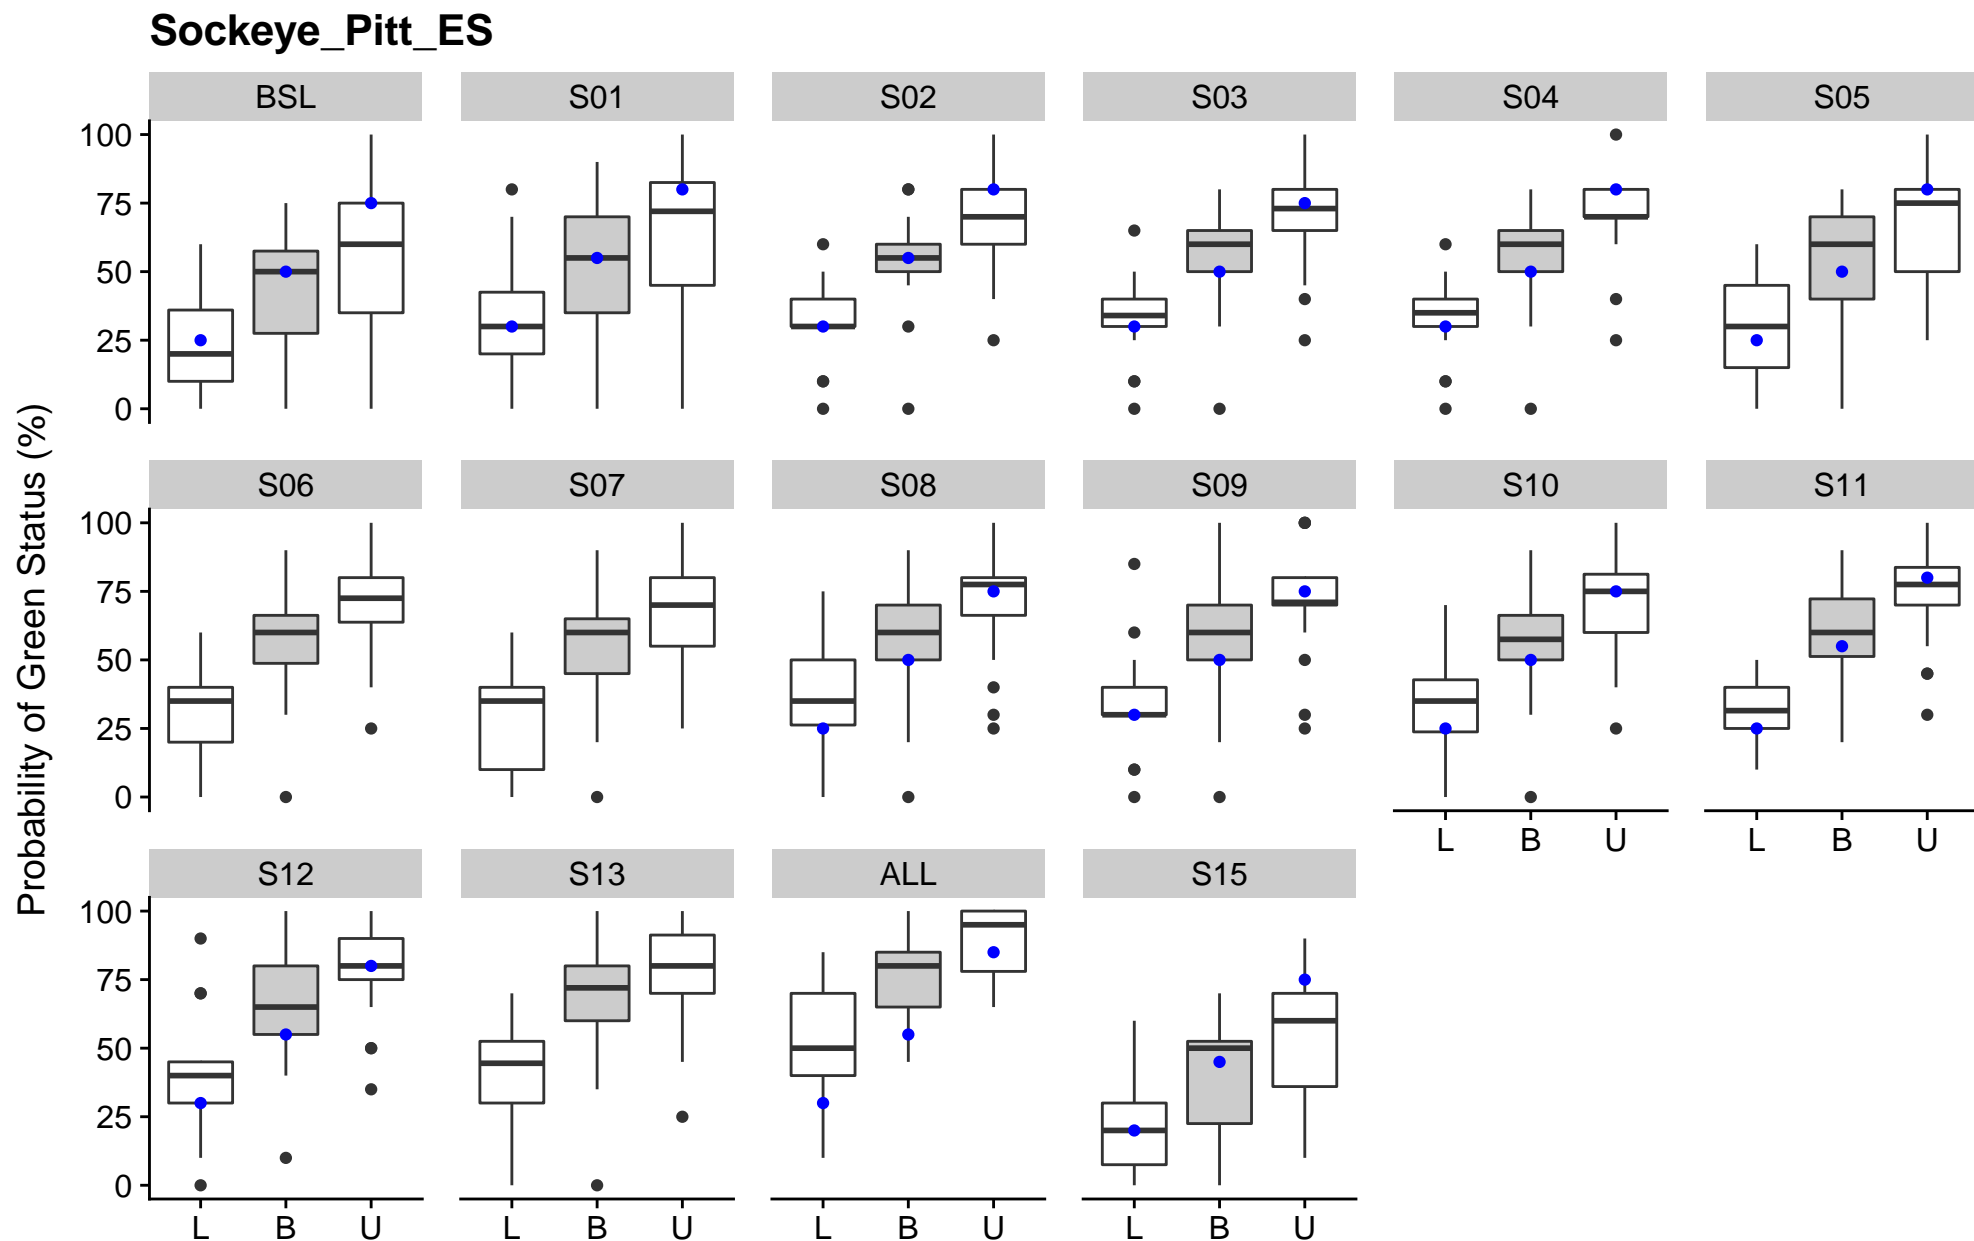 Sockeye_Pitt_ES
BSL S01 S02 S03 S04 S05
100
75
50
25
0
S06 S07 S08 S09 S10 S11
100
75
50
25
0
L B U L B U
S12 S13 ALL S15
100
75
50
25
0
L B U L B U L B U L B U
Probability of Green Status (%)